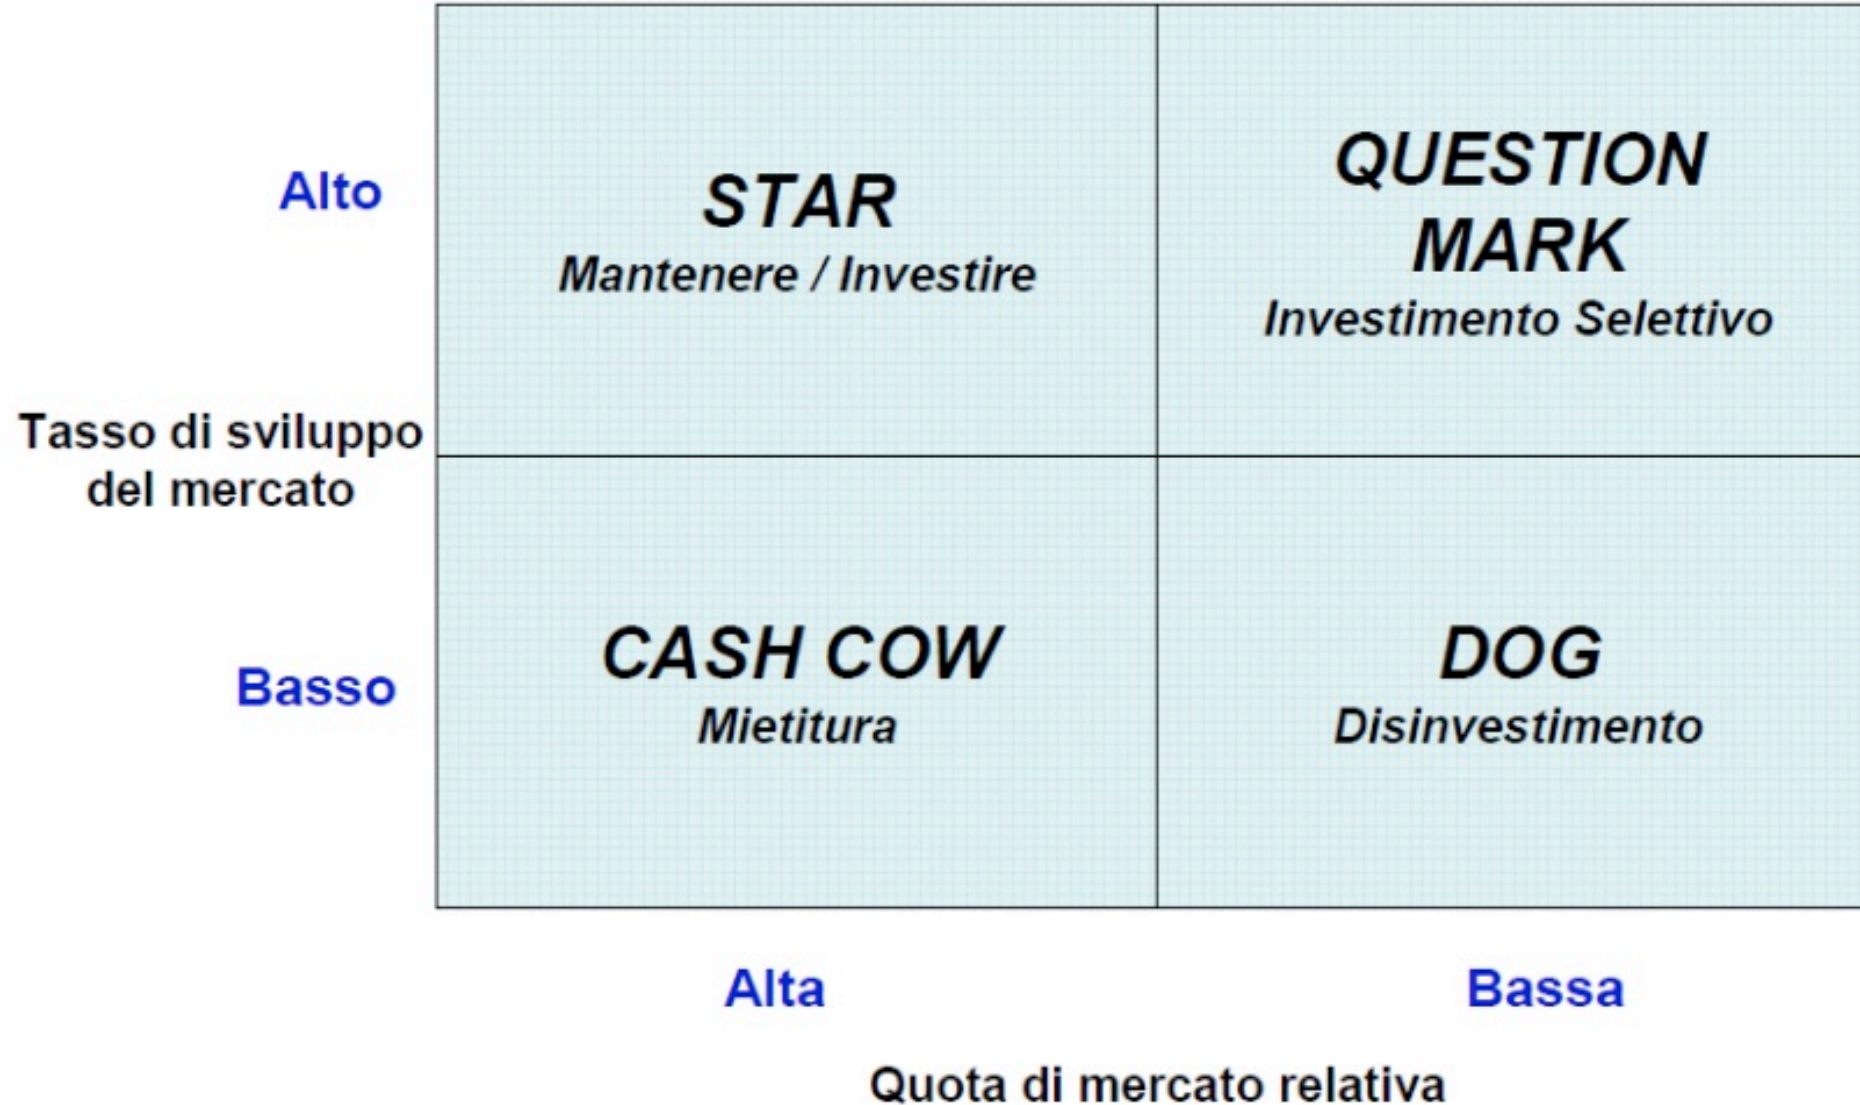 Alto
STAR
Mantenere / Investire
QUESTION
MARK
Investimento Selettivo
Tasso di sviluppo
del mercato
Basso
CASH COW
Mietitura
DOG
Disinvestimento
Alta
Bassa
Quota di mercato relativa